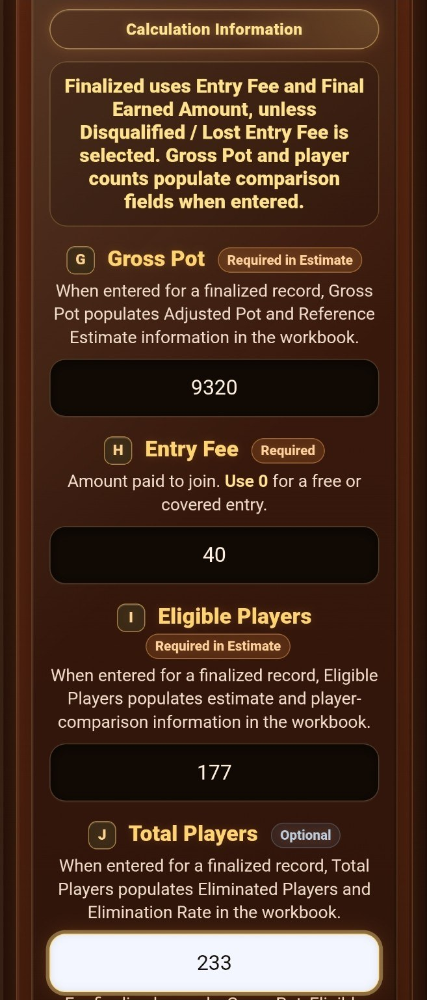 Calculation Information
Finalized uses Entry Fee and Final
Earned Amount, unless
Disqualified / Lost Entry Fee is
selected. Gross Pot and player
counts populate comparison
fields when entered.
G Gross Pot Required in Estimate
When entered for a finalized record, Gross
Pot populates Adjusted Pot and Reference
Estimate information in the workbook.
9320
H Entry Fee Required
Amount paid to join. Use 0 for a free or
covered entry.
40
I Eligible Players
Required in Estimate
When entered for a finalized record, Eligible
Players populates estimate and player-
comparison information in the workbook.
177
J Total Players Optional
When entered for a finalized record, Total
Players populates Eliminated Players and
Elimination Rate in the workbook.
233